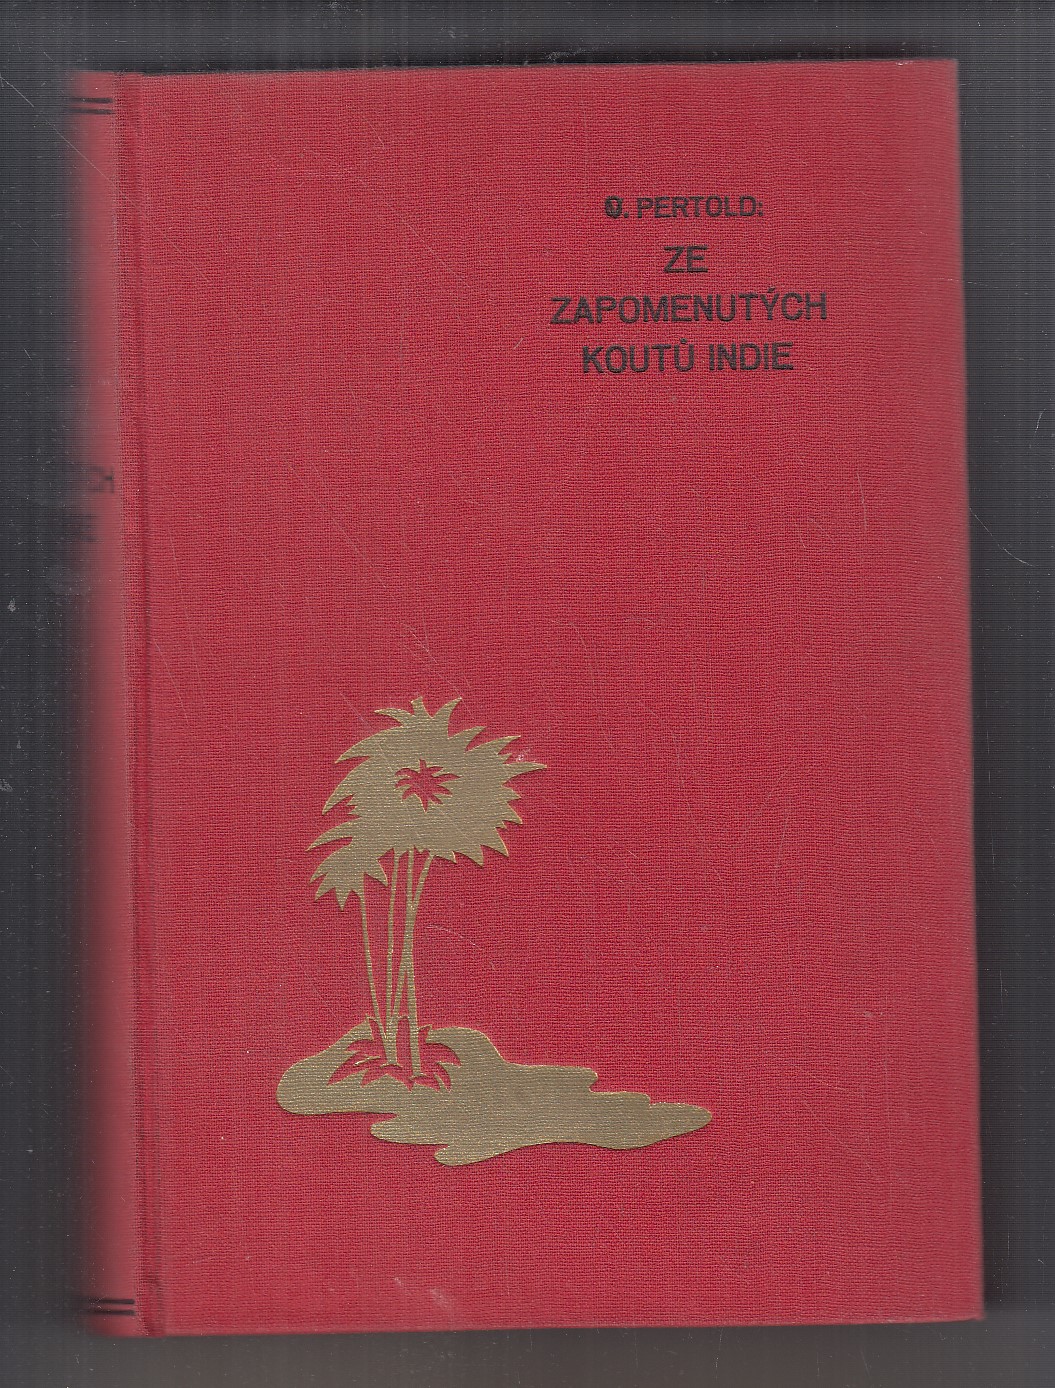 O. PERTOLD:
ZE
ZAPOMENUTÝCH
KOUTŮ INDIE